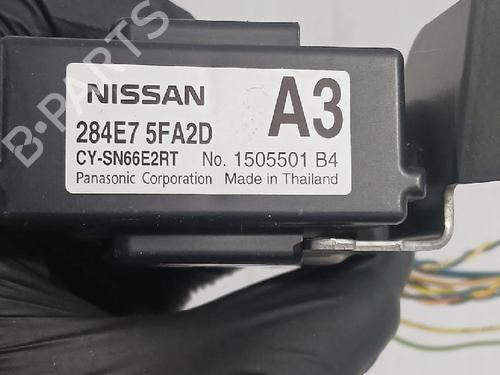 NISSAN
A3
284E7 5FA2D
CY-SN66E2RT No. 1505501 B4
Panasonic Corporation Made in Thailand
B-PARTS